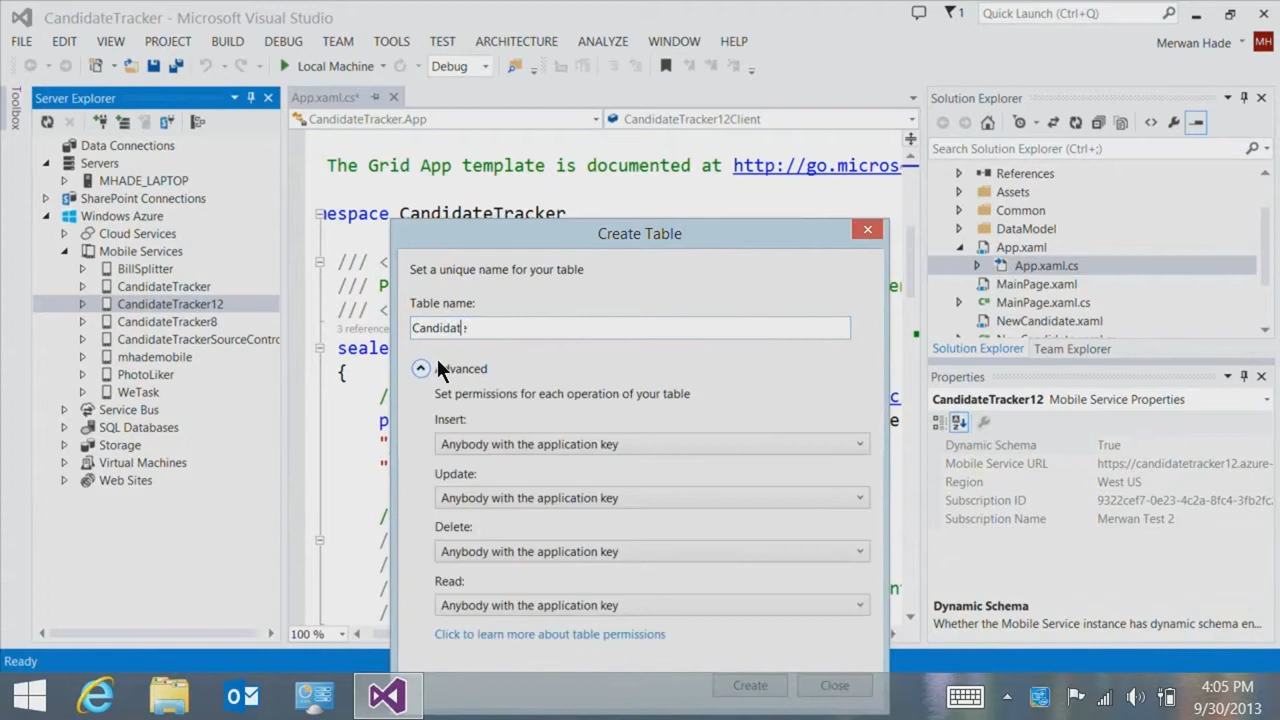 CandidateTracker - Microsoft Visual Studio
1
Quick Launch (Ctrl+Q)
FILE EDIT VIEW PROJECT BUILD DEBUG TEAM TOOLS TEST ARCHITECTURE ANALYZE WINDOW HELP
Merwan Hade
MH
Local Machine
Debug
Toolbox
Server Explorer
Data Connections
Servers
MHADE_LAPTOP
SharePoint Connections
Windows Azure
Cloud Services
Mobile Services
BillSplitter
CandidateTracker
CandidateTracker12
CandidateTracker8
CandidateTrackerSourceContro
mhademobile
PhotoLiker
WeTask
Service Bus
SQL Databases
Storage
Virtual Machines
Web Sites
App.xaml.cs*
CandidateTracker.App
CandidateTracker12Client
The Grid App template is documented at http://go.micros
espace CandidateTracker
/// <
/// P
/// <
3 reference
seale
{
100 %
Create Table
Set a unique name for your table
Table name:
Candidate
Advanced
Set permissions for each operation of your table
Insert:
Anybody with the application key
Update:
Anybody with the application key
Delete:
Anybody with the application key
Read:
Anybody with the application key
Click to learn more about table permissions
Create
Close
Solution Explorer
Search Solution Explorer (Ctrl+;)
References
Assets
Common
DataModel
App.xaml
App.xaml.cs
MainPage.xaml
MainPage.xaml.cs
NewCandidate.xaml
Solution Explorer Team Explorer
Properties
CandidateTracker12 Mobile Service Properties
Dynamic Schema True
Mobile Service URL https://candidatetracker12.azure-
Region West US
Subscription ID 9322cef7-0e23-4c2a-8fc4-3fb2fc
Subscription Name Merwan Test 2
Dynamic Schema
Whether the Mobile Service instance has dynamic schema en...
Ready
4:05 PM
9/30/2013